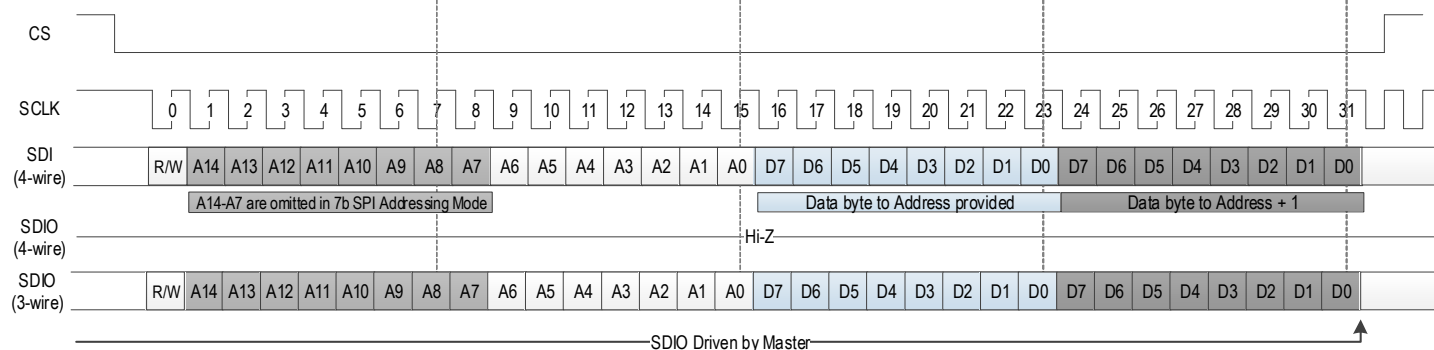 CS
SCLK 0 1 2 3 4 5 6 7 8 9 10 11 12 13 14 15 16 17 18 19 20 21 22 23 24 25 26 27 28 29 30 31
SDI
(4-wire)
R/W A14 A13 A12 A11 A10 A9 A8 A7 A6 A5 A4 A3 A2 A1 A0 D7 D6 D5 D4 D3 D2 D1 D0 D7 D6 D5 D4 D3 D2 D1 D0
A14-A7 are omitted in 7b SPI Addressing Mode Data byte to Address provided Data byte to Address + 1
SDIO
(4-wire)
Hi-Z
SDIO
(3-wire)
R/W A14 A13 A12 A11 A10 A9 A8 A7 A6 A5 A4 A3 A2 A1 A0 D7 D6 D5 D4 D3 D2 D1 D0 D7 D6 D5 D4 D3 D2 D1 D0
SDIO Driven by Master